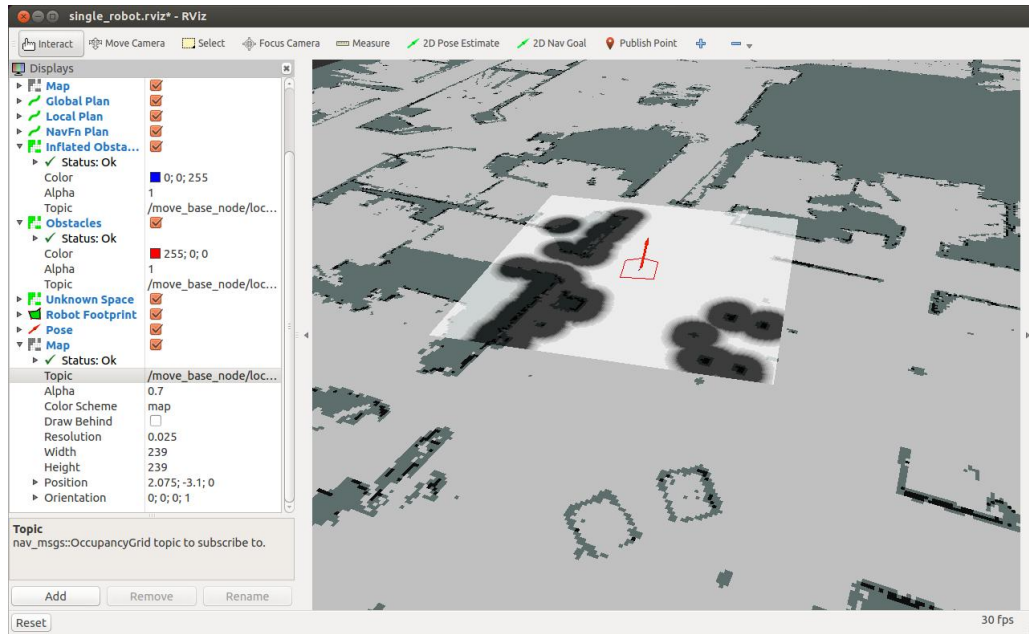 single_robot.rviz* - RViz
Interact Move Camera Select Focus Camera Measure 2D Pose Estimate 2D Nav Goal Publish Point
Displays
Map
Global Plan
Local Plan
NavFn Plan
Inflated Obsta...
Status: Ok
Color 0; 0; 255
Alpha 1
Topic /move_base_node/loc...
Obstacles
Status: Ok
Color 255; 0; 0
Alpha 1
Topic /move_base_node/loc...
Unknown Space
Robot Footprint
Pose
Map
Status: Ok
Topic /move_base_node/loc...
Alpha 0.7
Color Scheme map
Draw Behind
Resolution 0.025
Width 239
Height 239
Position 2.075; -3.1; 0
Orientation 0; 0; 0; 1
Topic
nav_msgs::OccupancyGrid topic to subscribe to.
Add Remove Rename
Reset 30 fps